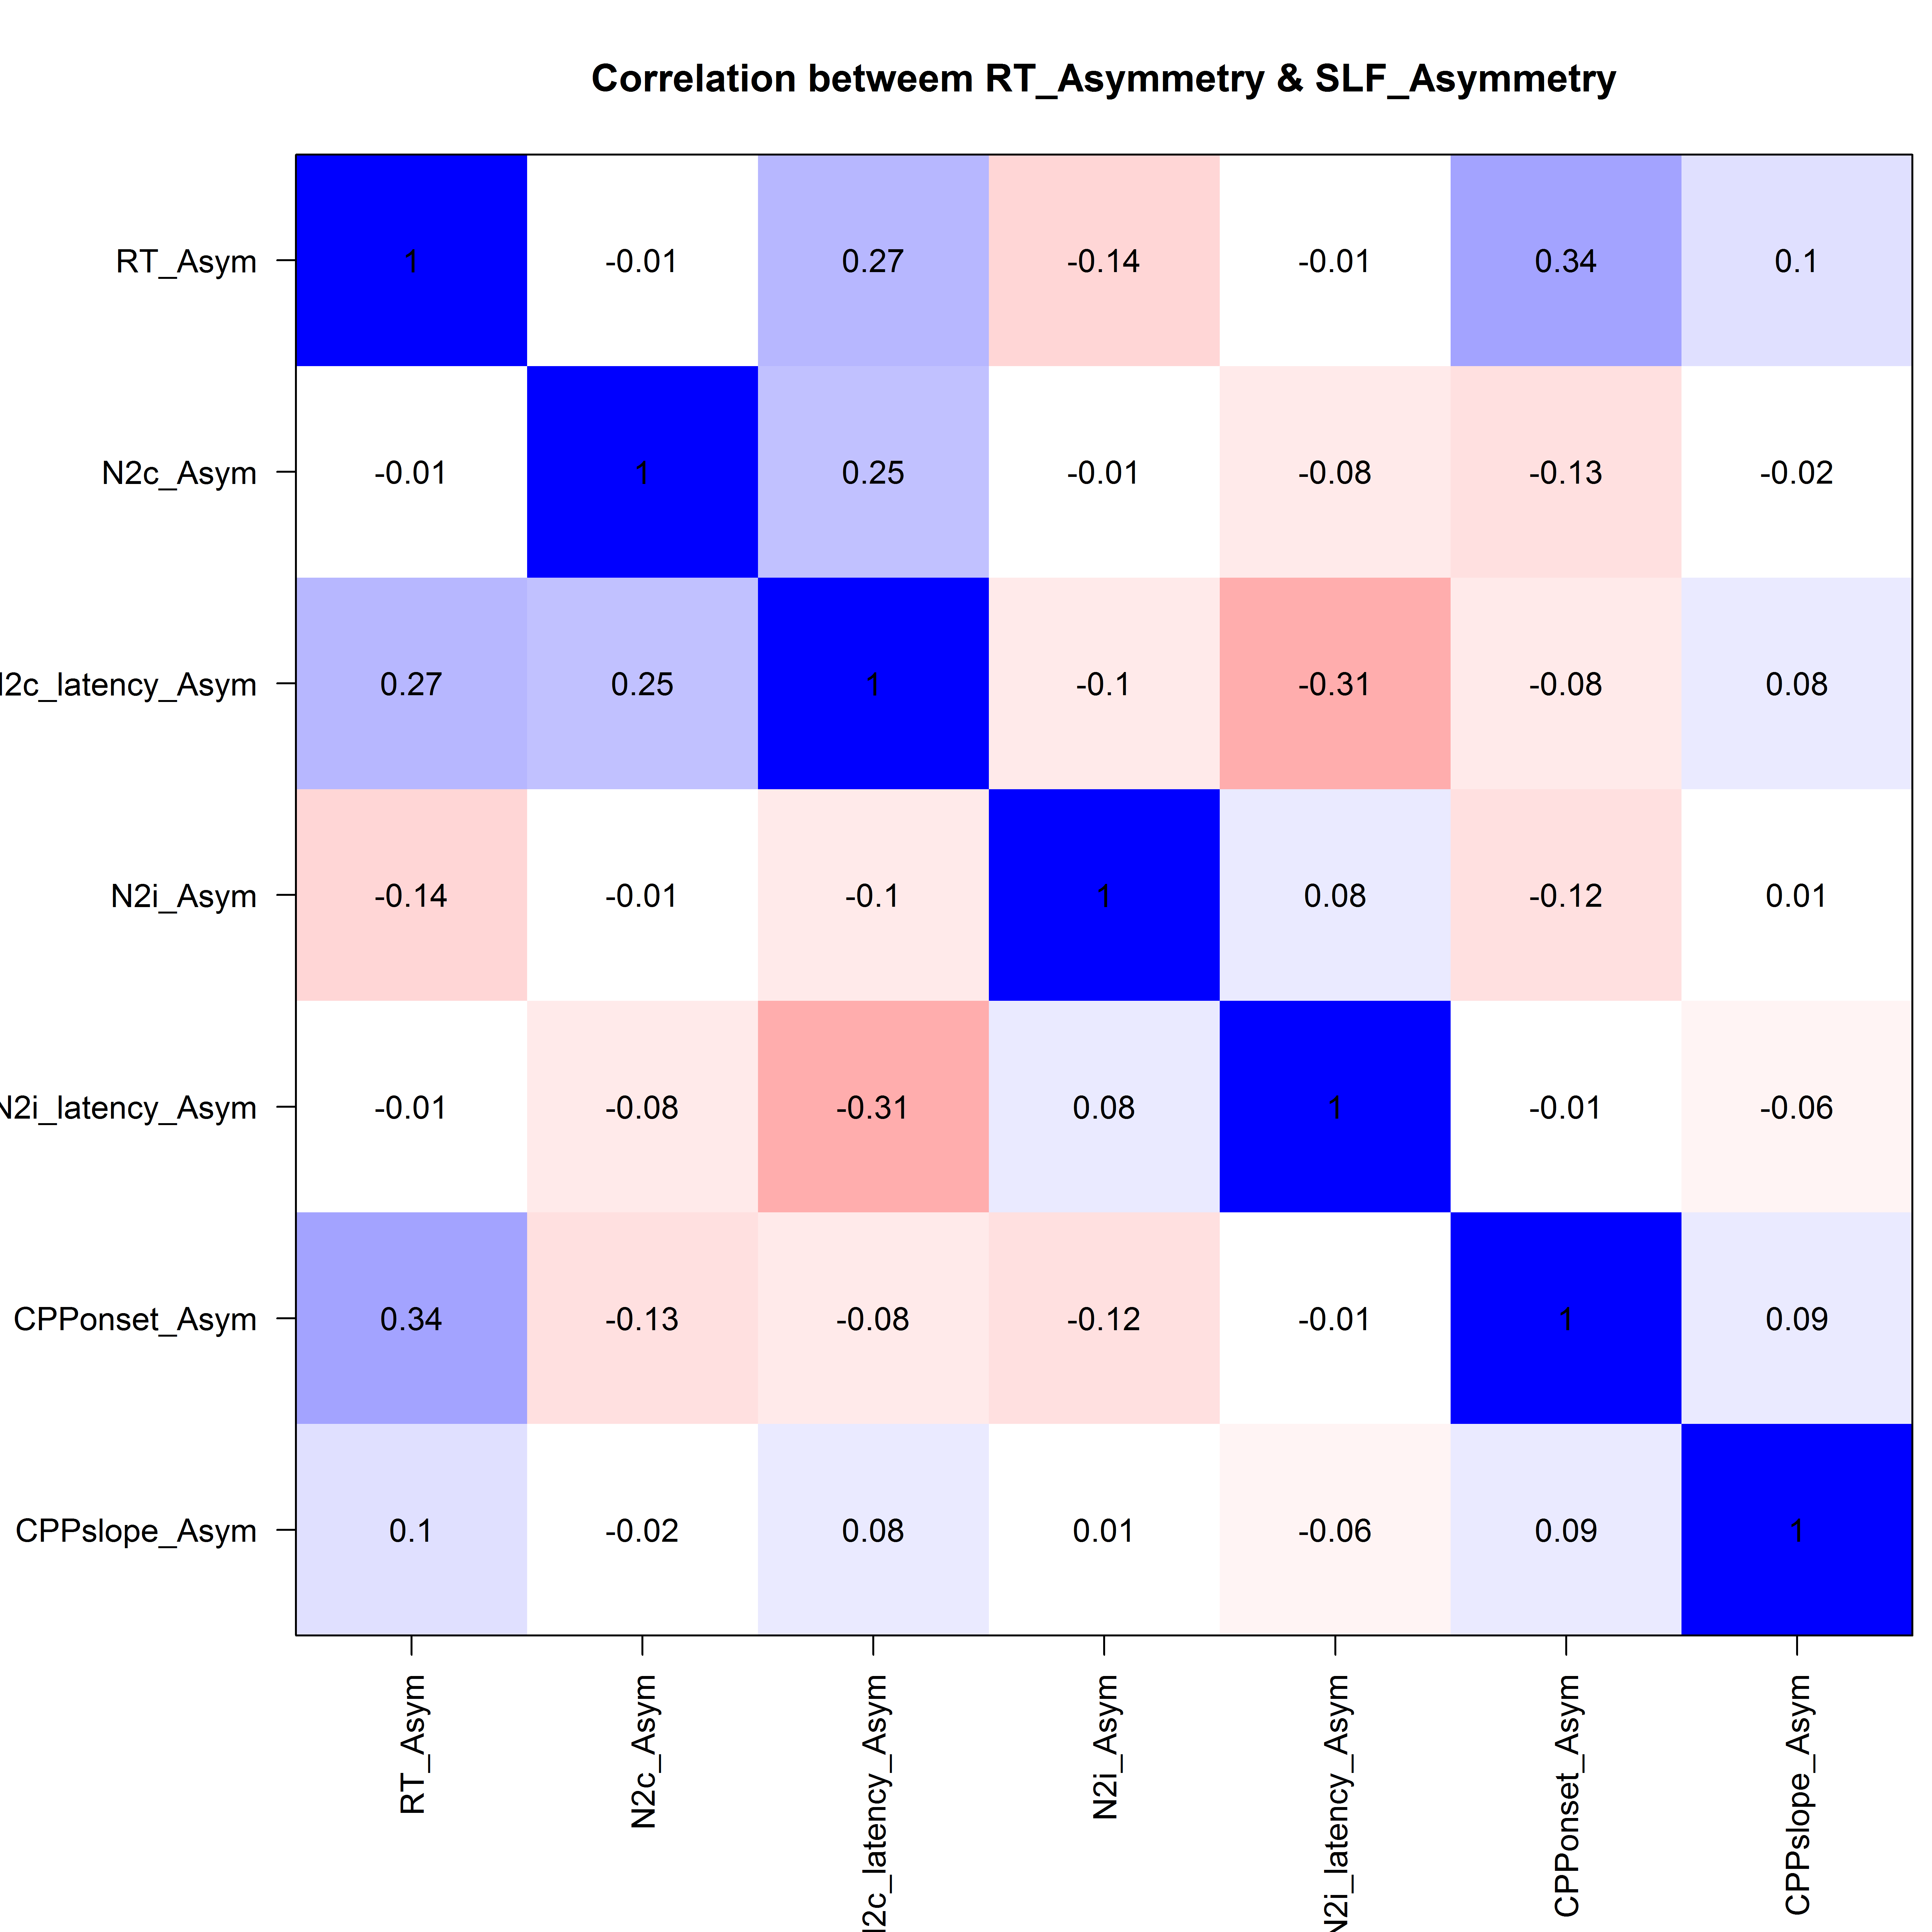 Correlation betweem RT_Asymmetry & SLF_Asymmetry
RT_Asym 1 -0.01 0.27 -0.14 -0.01 0.34 0.1
N2c_Asym -0.01 1 0.25 -0.01 -0.08 -0.13 -0.02
2c_latency_Asym 0.27 0.25 1 -0.1 -0.31 -0.08 0.08
N2i_Asym -0.14 -0.01 -0.1 1 0.08 -0.12 0.01
N2i_latency_Asym -0.01 -0.08 -0.31 0.08 1 -0.01 -0.06
CPPonset_Asym 0.34 -0.13 -0.08 -0.12 -0.01 1 0.09
CPPslope_Asym 0.1 -0.02 0.08 0.01 -0.06 0.09 1
RT_Asym
N2c_Asym
2c_latency_Asym
N2i_Asym
N2i_latency_Asym
CPPonset_Asym
CPPslope_Asym